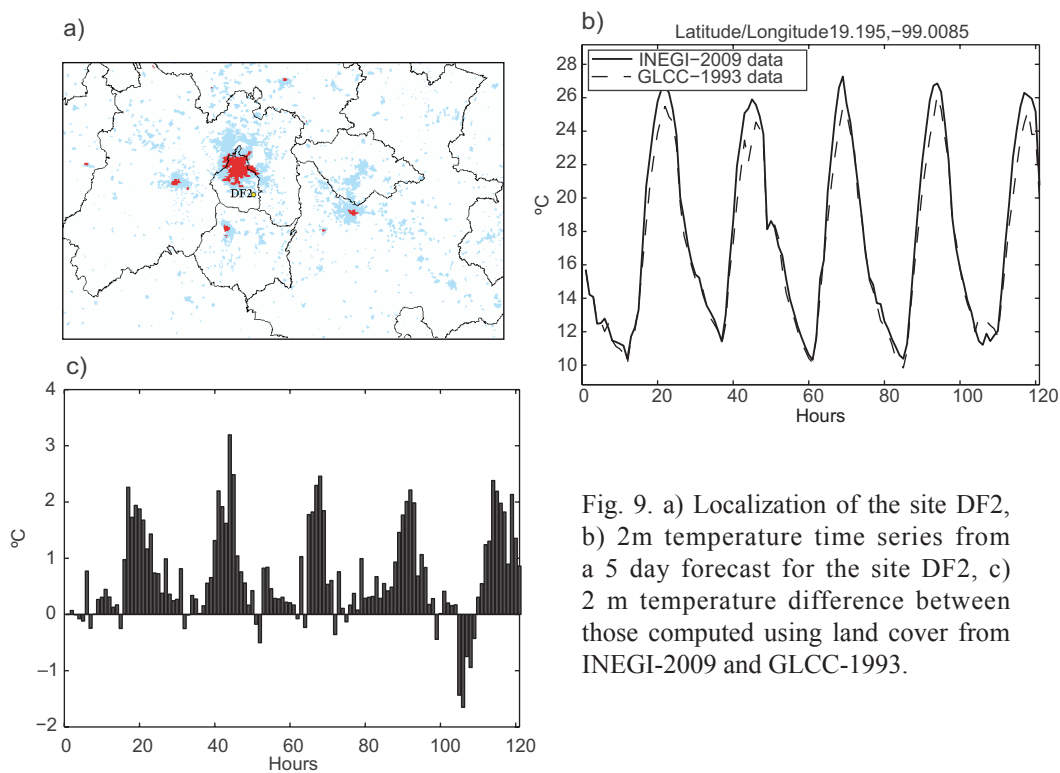 a)
DF2
b)
Latitude/Longitude19.195,−99.0085
INEGI−2009 data
GLCC−1993 data
ºC
26
24
22
20
18
16
14
12
10
0 20 40 60 80 100 120
Hours
c)
ºC
4
3
2
1
0
−1
−2
0 20 40 60 80 100 120
Hours
Fig. 9. a) Localization of the site DF2,
b) 2m temperature time series from
a 5 day forecast for the site DF2, c)
2 m temperature difference between
those computed using land cover from
INEGI-2009 and GLCC-1993.